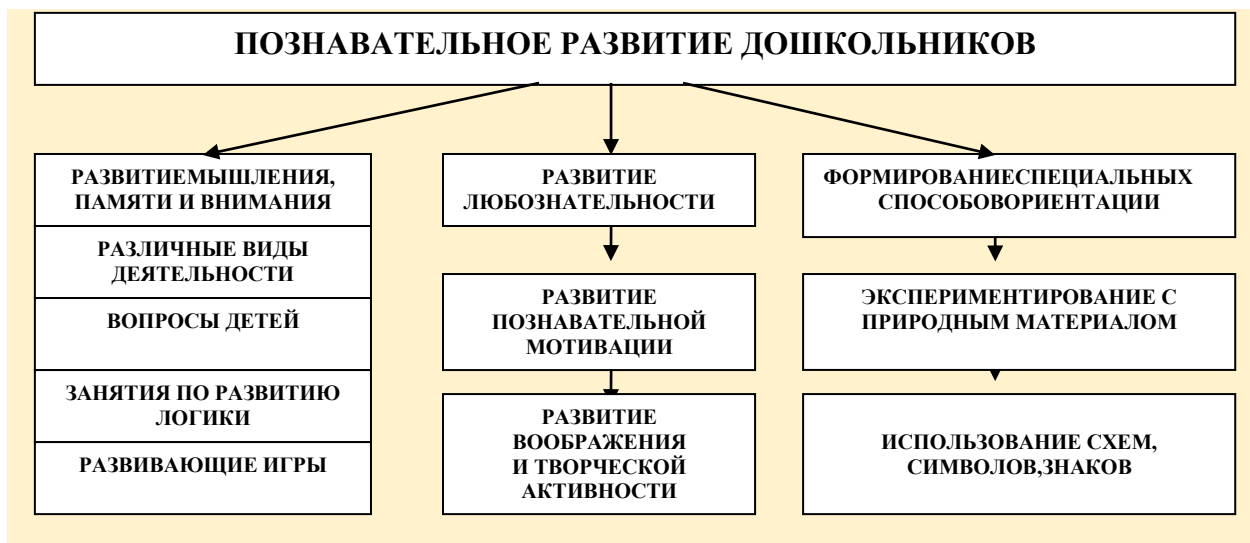 ПОЗНАВАТЕЛЬНОЕ РАЗВИТИЕ ДОШКОЛЬНИКОВ
РАЗВИТИЕМЫШЛЕНИЯ,
ПАМЯТИ И ВНИМАНИЯ
РАЗЛИЧНЫЕ ВИДЫ
ДЕЯТЕЛЬНОСТИ
ВОПРОСЫ ДЕТЕЙ
ЗАНЯТИЯ ПО РАЗВИТИЮ
ЛОГИКИ
РАЗВИВАЮЩИЕ ИГРЫ
РАЗВИТИЕ
ЛЮБОЗНАТЕЛЬНОСТИ
РАЗВИТИЕ
ПОЗНАВАТЕЛЬНОЙ
МОТИВАЦИИ
РАЗВИТИЕ
ВООБРАЖЕНИЯ
И ТВОРЧЕСКОЙ
АКТИВНОСТИ
ФОРМИРОВАНИЕСПЕЦИАЛЬНЫХ
СПОСОБОВОРИЕНТАЦИИ
ЭКСПЕРИМЕНТИРОВАНИЕ С
ПРИРОДНЫМ МАТЕРИАЛОМ
ИСПОЛЬЗОВАНИЕ СХЕМ,
СИМВОЛОВ,ЗНАКОВ